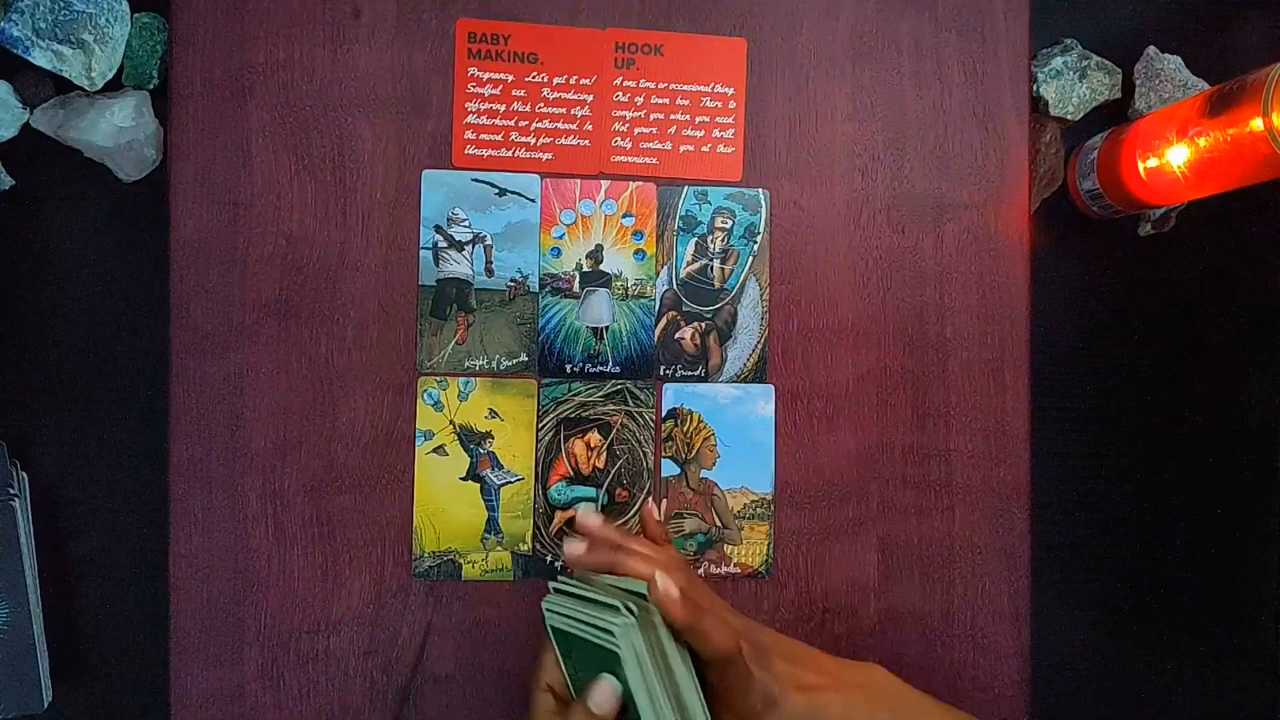 BABY
MAKING.
Pregnancy. Let's get it on!
Soulful sex. Reproducing
offspring Nick Cannon style.
Motherhood or fatherhood. In
the mood. Ready for children.
Unexpected blessings.
HOOK
UP.
A one time or occasional thing.
Out of town boo. There to
comfort you when you need.
Not yours. A cheap thrill.
Only contacts you at their
convenience.
Knight of Swords
8 of Pentacles
8 of Swords
Page of
Swords
of Pentacles